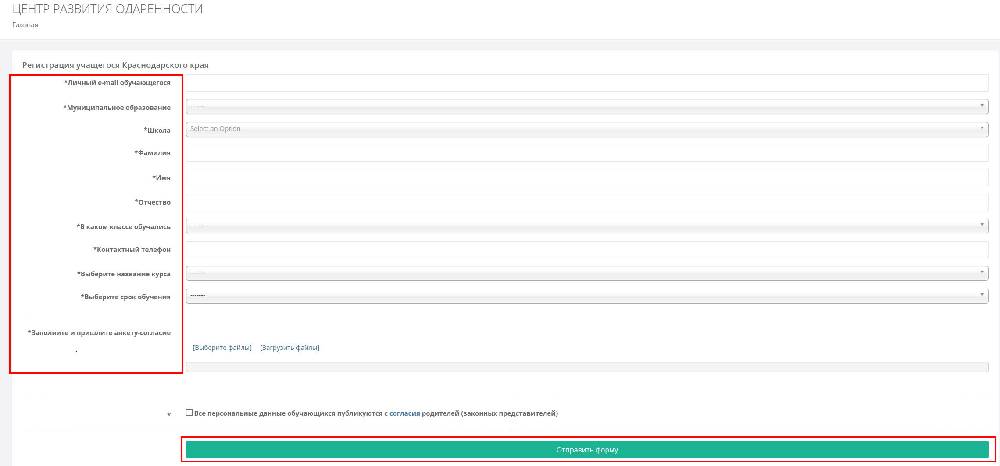 ЦЕНТР РАЗВИТИЯ ОДАРЕННОСТИ
Главная
Регистрация учащегося Краснодарского края
*Личный e-mail обучающегося
*Муниципальное образование
-------
*Школа
Select an Option
*Фамилия
*Имя
*Отчество
*В каком классе обучались
-------
*Контактный телефон
*Выберите название курса
-------
*Выберите срок обучения
-------
*Заполните и пришлите анкету-согласие
.
[Выберите файлы] [Загрузить файлы]
* Все персональные данные обучающихся публикуются с согласия родителей (законных представителей)
Отправить форму